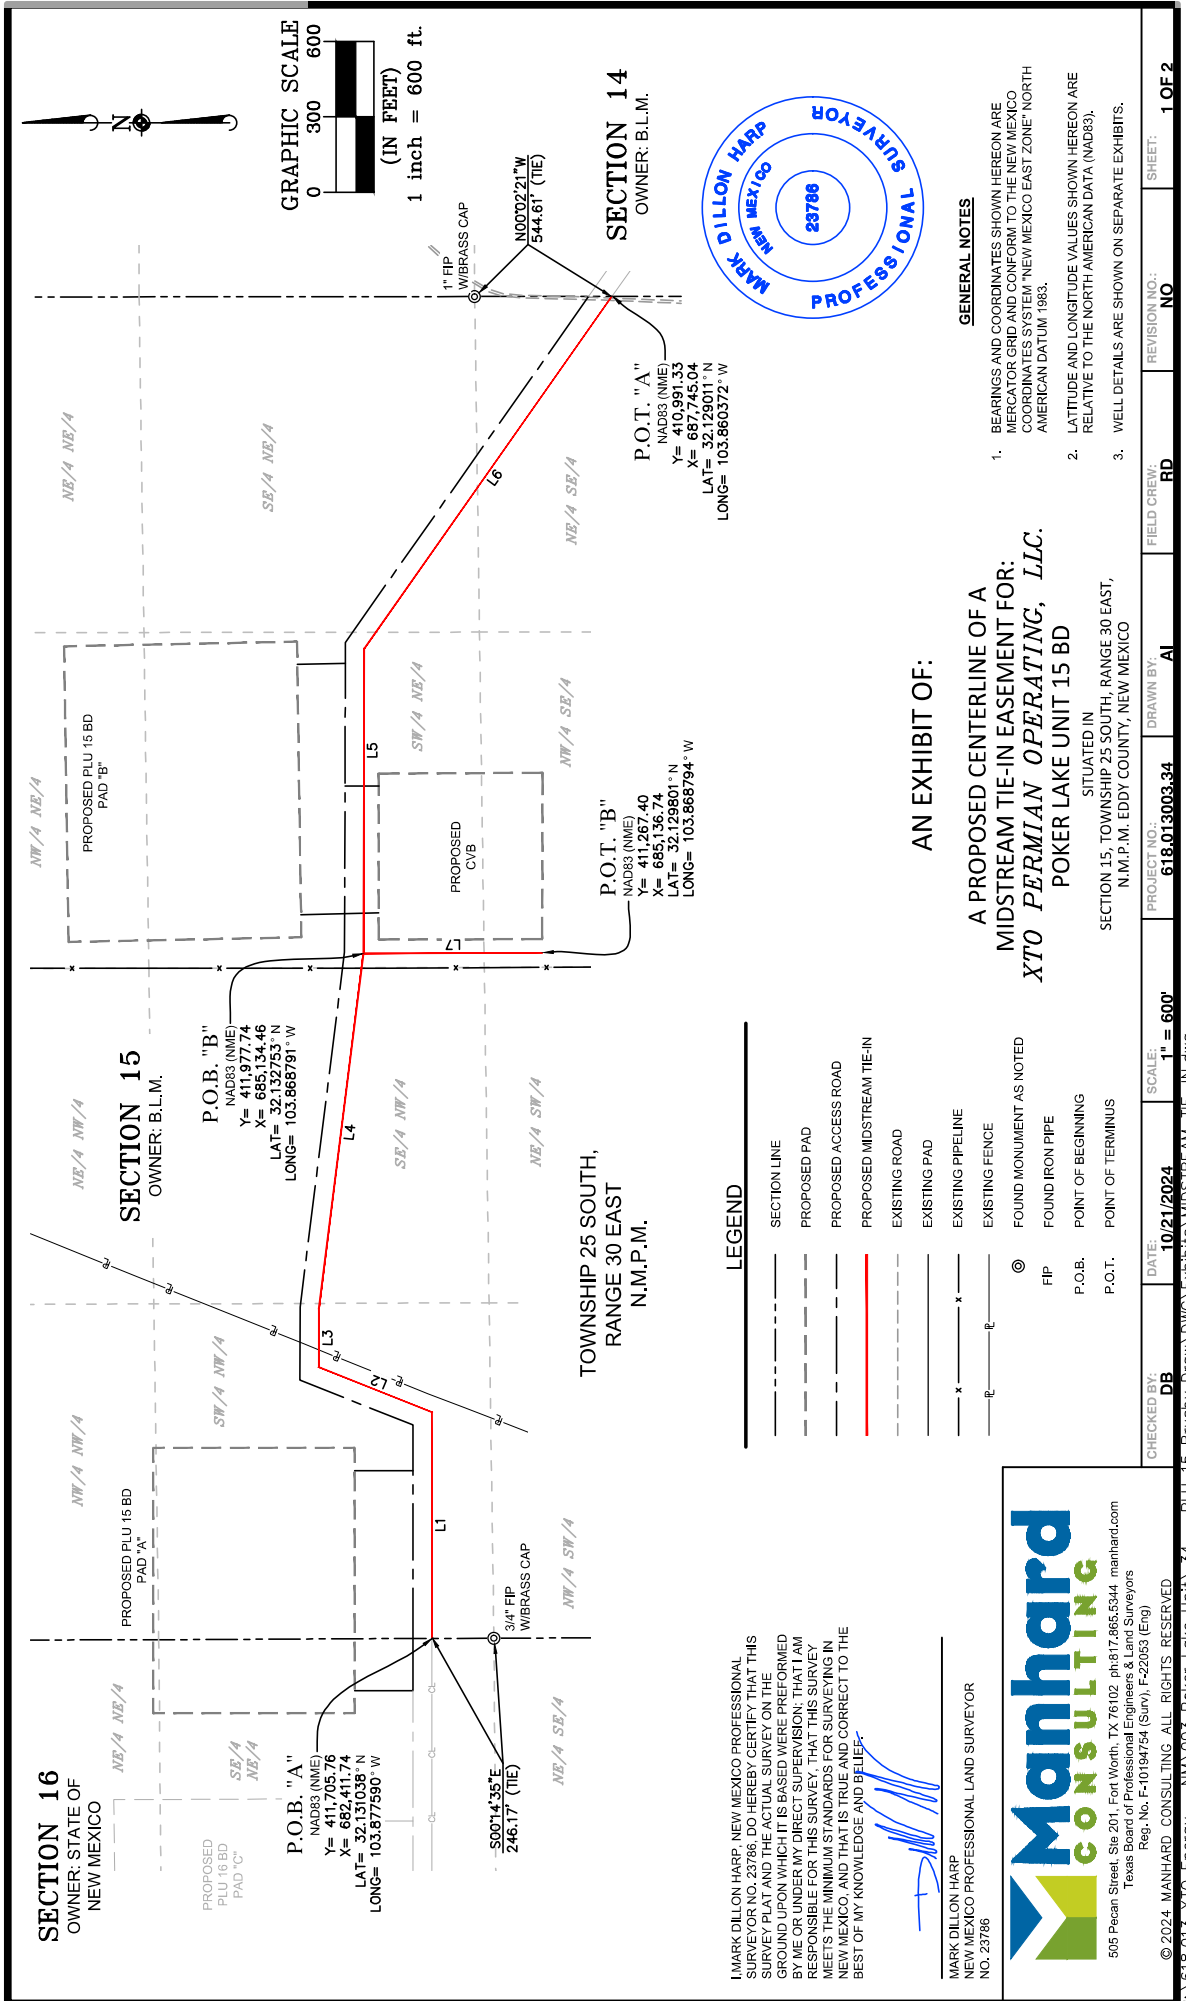 SECTION 16
OWNER: STATE OF
NEW MEXICO
NE/4 NE/4
SE/4
NE/4
PROPOSED
PLU 16 BD
PAD "C"
P.O.B. "A"
NAD83 (NME)
Y= 411,705.76
X= 682,411.74
LAT= 32.131038° N
LONG= 103.877590° W
S00°14'35"E
246.17' (TIE)
NE/4 SE/4
CL
CL
CL
3/4" FIP
W/BRASS CAP
NW/4 SW/4
PROPOSED PLU 15 BD
PAD "A"
NW/4 NW/4
SW/4 NW/4
L1
L2
L3
PL
PL
PL
PL
PL
PL
SECTION 15
OWNER: B.L.M.
NE/4 NW/4
P.O.B. "B"
NAD83 (NME)
Y= 411,977.74
X= 685,134.46
LAT= 32.132753° N
LONG= 103.868791° W
L4
SE/4 NW/4
NE/4 SW/4
TOWNSHIP 25 SOUTH,
RANGE 30 EAST
N.M.P.M.
NW/4 NE/4
PROPOSED PLU 15 BD
PAD "B"
L5
SW/4 NE/4
PROPOSED
CVB
L7
NW/4 SE/4
P.O.T. "B"
NAD83 (NME)
Y= 411,267.40
X= 685,136.74
LAT= 32.129801° N
LONG= 103.868794° W
NE/4 NE/4
SE/4 NE/4
L6
NE/4 SE/4
P.O.T. "A"
NAD83 (NME)
Y= 410,991.33
X= 687,745.04
LAT= 32.129011° N
LONG= 103.860372° W
1" FIP
W/BRASS CAP
N00°02'21"W
544.61' (TIE)
SECTION 14
OWNER: B.L.M.
N
GRAPHIC SCALE
0 300 600
(IN FEET)
1 inch = 600 ft.
MARK DILLON HARP
NEW MEXICO
23786
PROFESSIONAL SURVEYOR
I,MARK DILLON HARP, NEW MEXICO PROFESSIONAL
SURVEYOR NO. 23786, DO HEREBY CERTIFY THAT THIS
SURVEY PLAT AND THE ACTUAL SURVEY ON THE
GROUND UPON WHICH IT IS BASED WERE PREFORMED
BY ME OR UNDER MY DIRECT SUPERVISION; THAT I AM
RESPONSIBLE FOR THIS SURVEY, THAT THIS SURVEY
MEETS THE MINIMUM STANDARDS FOR SURVEYING IN
NEW MEXICO, AND THAT IS TRUE AND CORRECT TO THE
BEST OF MY KNOWLEDGE AND BELIEF.
MARK DILLON HARP
NEW MEXICO PROFESSIONAL LAND SURVEYOR
NO. 23786
LEGEND
SECTION LINE
PROPOSED PAD
PROPOSED ACCESS ROAD
PROPOSED MIDSTREAM TIE-IN
EXISTING ROAD
EXISTING PAD
EXISTING PIPELINE
PL PL EXISTING FENCE
FOUND MONUMENT AS NOTED
FIP FOUND IRON PIPE
P.O.B. POINT OF BEGINNING
P.O.T. POINT OF TERMINUS
AN EXHIBIT OF:
A PROPOSED CENTERLINE OF A
MIDSTREAM TIE-IN EASEMENT FOR:
XTO PERMIAN OPERATING, LLC.
POKER LAKE UNIT 15 BD
SITUATED IN
SECTION 15, TOWNSHIP 25 SOUTH, RANGE 30 EAST,
N.M.P.M. EDDY COUNTY, NEW MEXICO
GENERAL NOTES
1. BEARINGS AND COORDINATES SHOWN HEREON ARE
MERCATOR GRID AND CONFORM TO THE NEW MEXICO
COORDINATES SYSTEM "NEW MEXICO EAST ZONE" NORTH
AMERICAN DATUM 1983.
2. LATITUDE AND LONGITUDE VALUES SHOWN HEREON ARE
RELATIVE TO THE NORTH AMERICAN DATA (NAD83).
3. WELL DETAILS ARE SHOWN ON SEPARATE EXHIBITS.
Manhard
CONSULTING
505 Pecan Street, Ste 201, Fort Worth, TX 76102 ph:817.865.5344 manhard.com
Texas Board of Professional Engineers & Land Surveyors
Reg. No. F-10194754 (Surv), F-22053 (Eng)
© 2024 MANHARD CONSULTING ALL RIGHTS RESERVED
CHECKED BY: DB
DATE: 10/21/2024
SCALE: 1" = 600'
PROJECT NO.: 618.013003.34
DRAWN BY: AI
FIELD CREW: RD
REVISION NO.: NO
SHEET: 1 OF 2